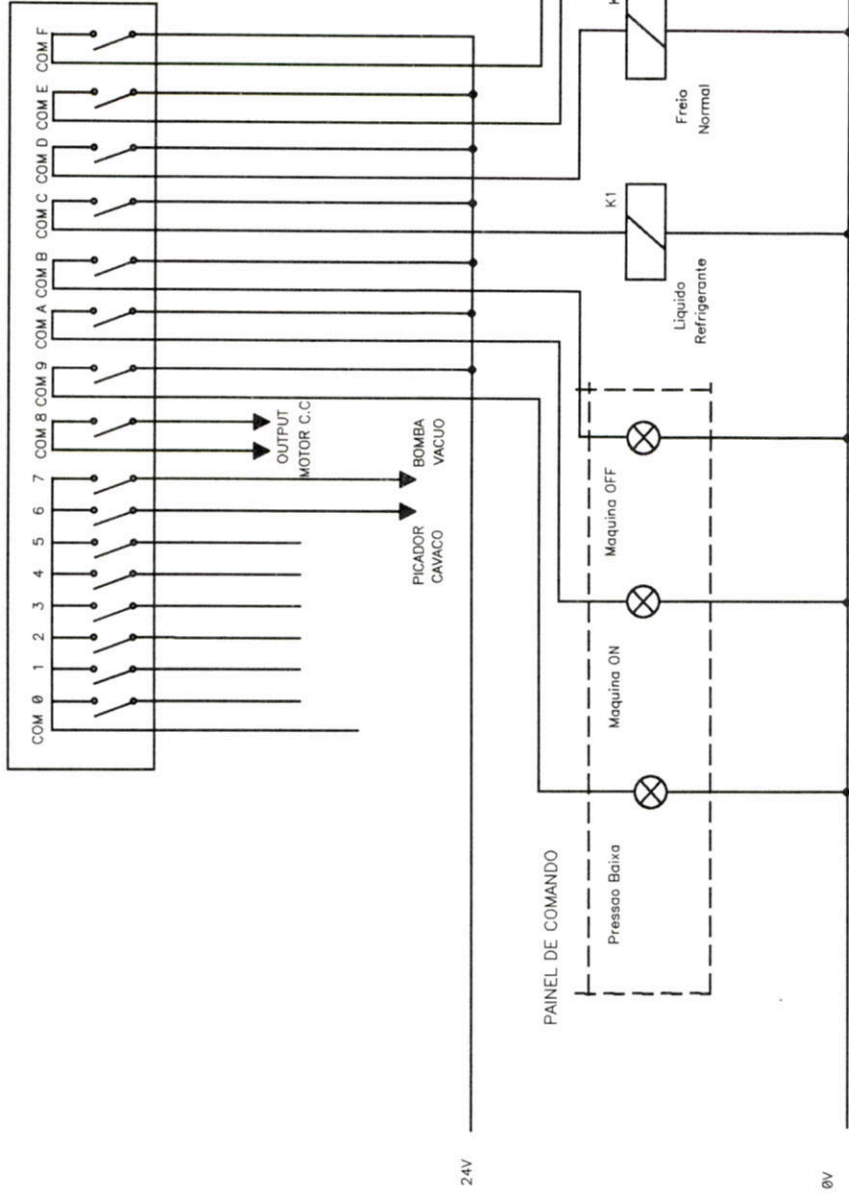 COM 0
1
2
3
4
5
6
7
COM 8
COM 9
COM A
COM B
COM C
COM D
COM E
COM F
OUTPUT
MOTOR C.C
PICADOR
CAVACO
BOMBA
VACUO
24V
PAINEL DE COMANDO
Pressao Baixa
Maquina ON
Maquina OFF
K1
Liquido
Refrigerante
K
Freio
Normal
0V